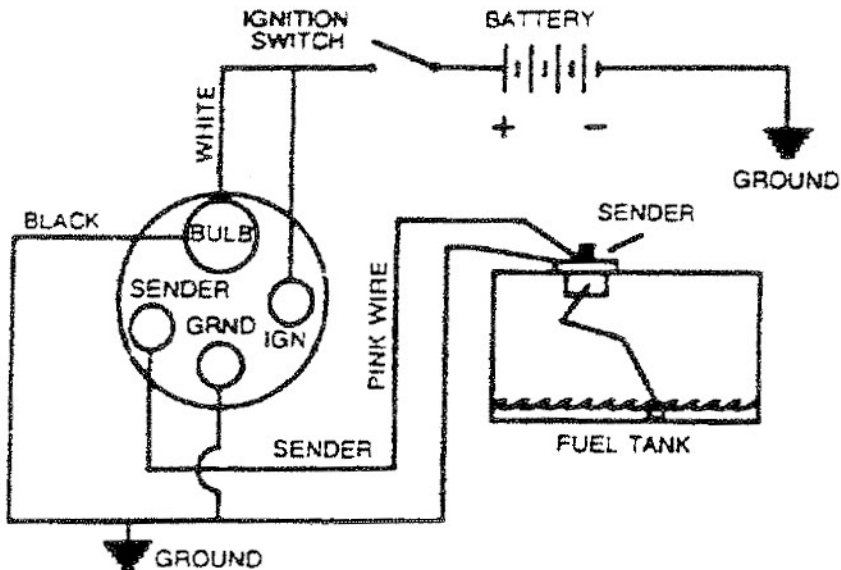 IGNITION
SWITCH
BATTERY
+ -
WHITE
GROUND
BLACK
BULB
SENDER
SENDER
GRND
IGN
PINK WIRE
SENDER
FUEL TANK
GROUND